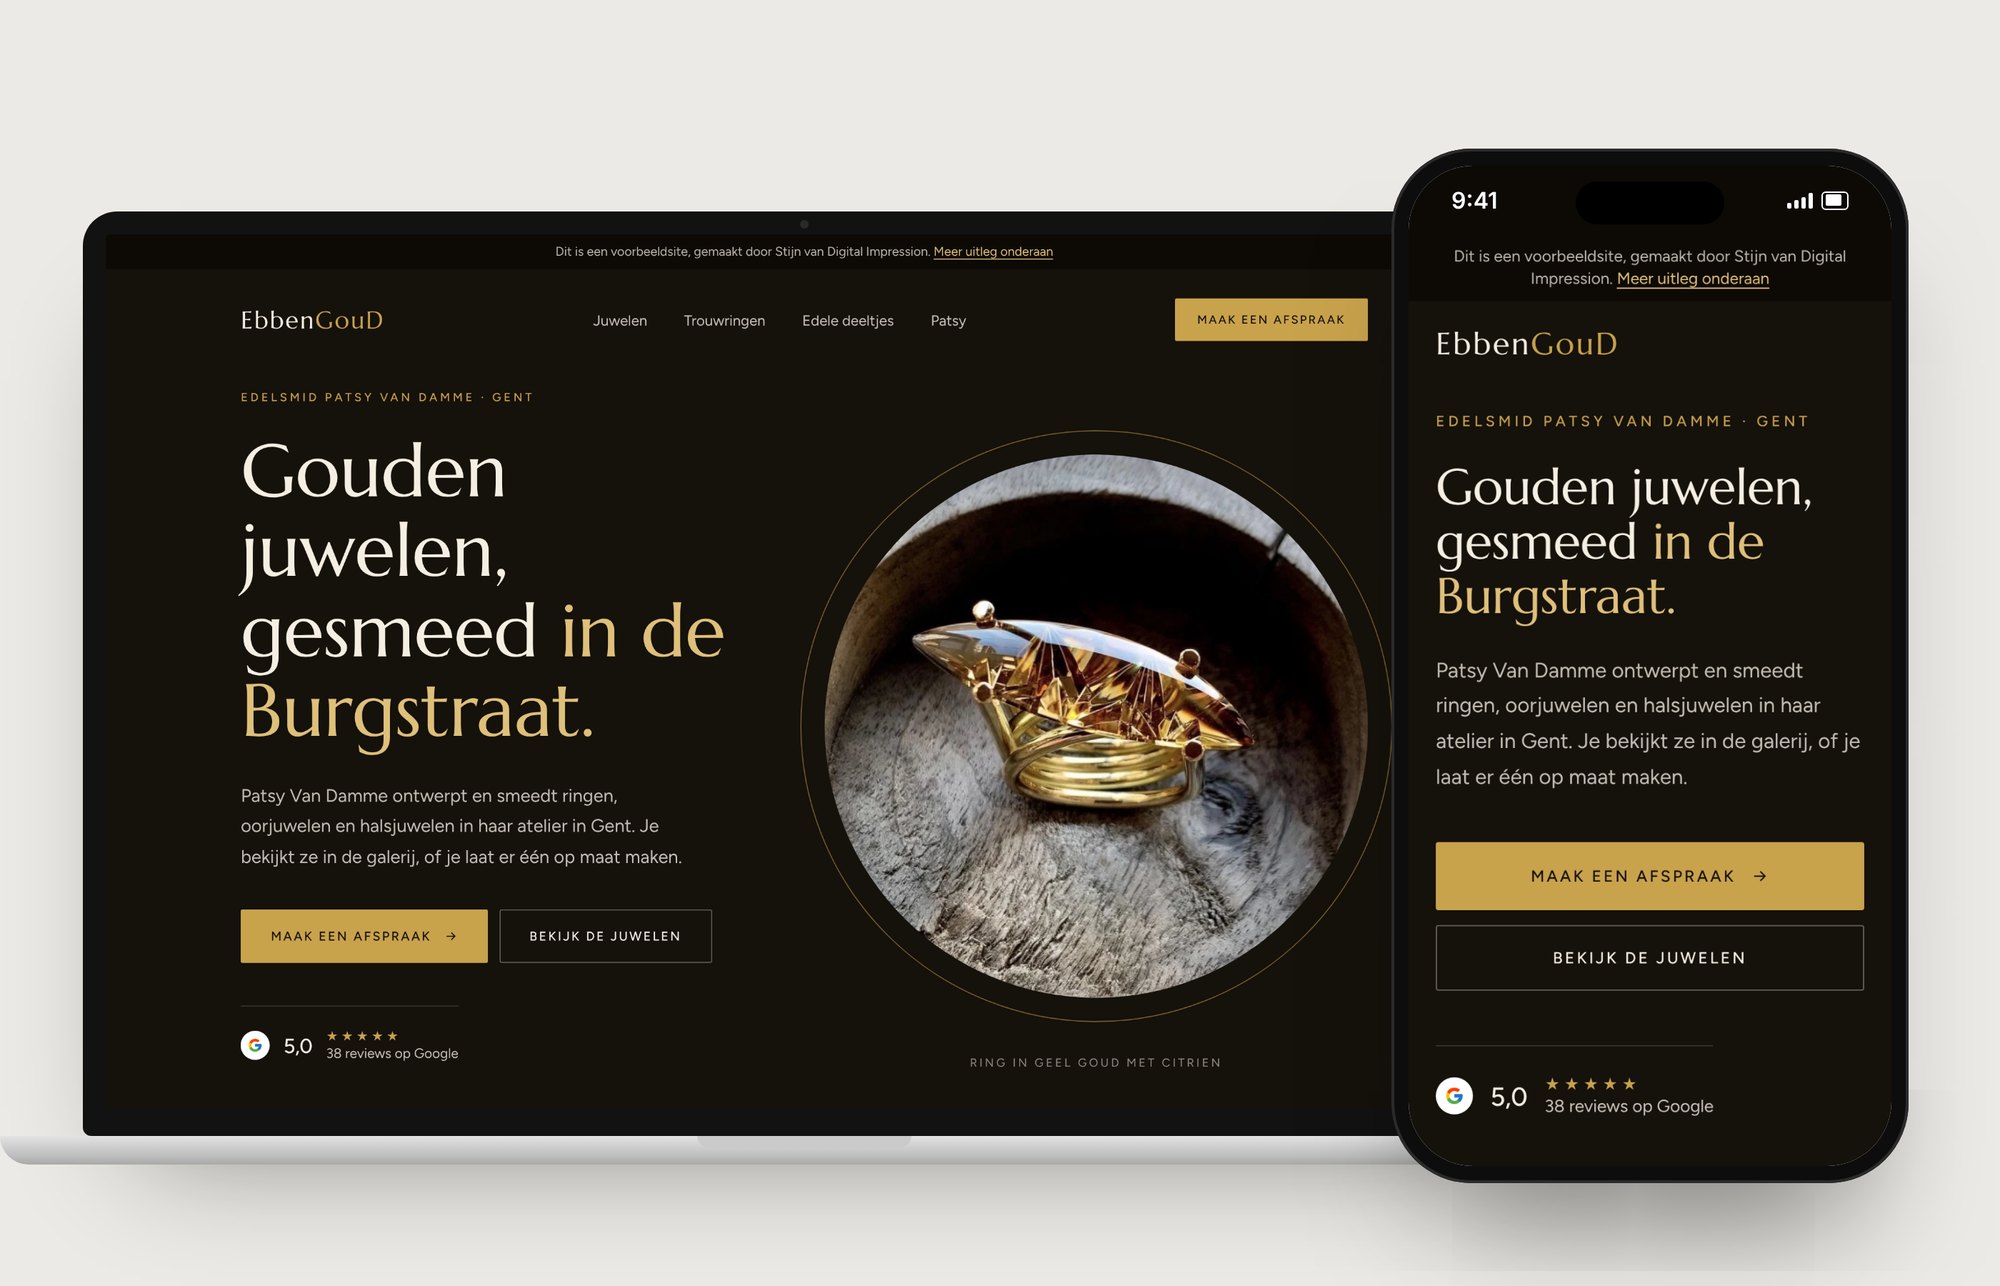 Dit is een voorbeeldsite, gemaakt door Stijn van Digital Impression. Meer uitleg onderaan
EbbenGouD
Juwelen
Trouwringen
Edele deeltjes
Patsy
MAAK EEN AFSPRAAK
EDELSMID PATSY VAN DAMME · GENT
Gouden
juwelen,
gesmeed in de
Burgstraat.
Patsy Van Damme ontwerpt en smeedt ringen,
oorjuwelen en halsjuwelen in haar atelier in Gent. Je
bekijkt ze in de galerij, of je laat er één op maat maken.
MAAK EEN AFSPRAAK →
BEKIJK DE JUWELEN
G 5,0 ★★★★★
38 reviews op Google
RING IN GEEL GOUD MET CITRIEN
9:41
Dit is een voorbeeldsite, gemaakt door Stijn van Digital
Impression. Meer uitleg onderaan
EbbenGouD
EDELSMID PATSY VAN DAMME · GENT
Gouden juwelen,
gesmeed in de
Burgstraat.
Patsy Van Damme ontwerpt en smeedt
ringen, oorjuwelen en halsjuwelen in haar
atelier in Gent. Je bekijkt ze in de galerij, of je
laat er één op maat maken.
MAAK EEN AFSPRAAK →
BEKIJK DE JUWELEN
G 5,0 ★★★★★
38 reviews op Google